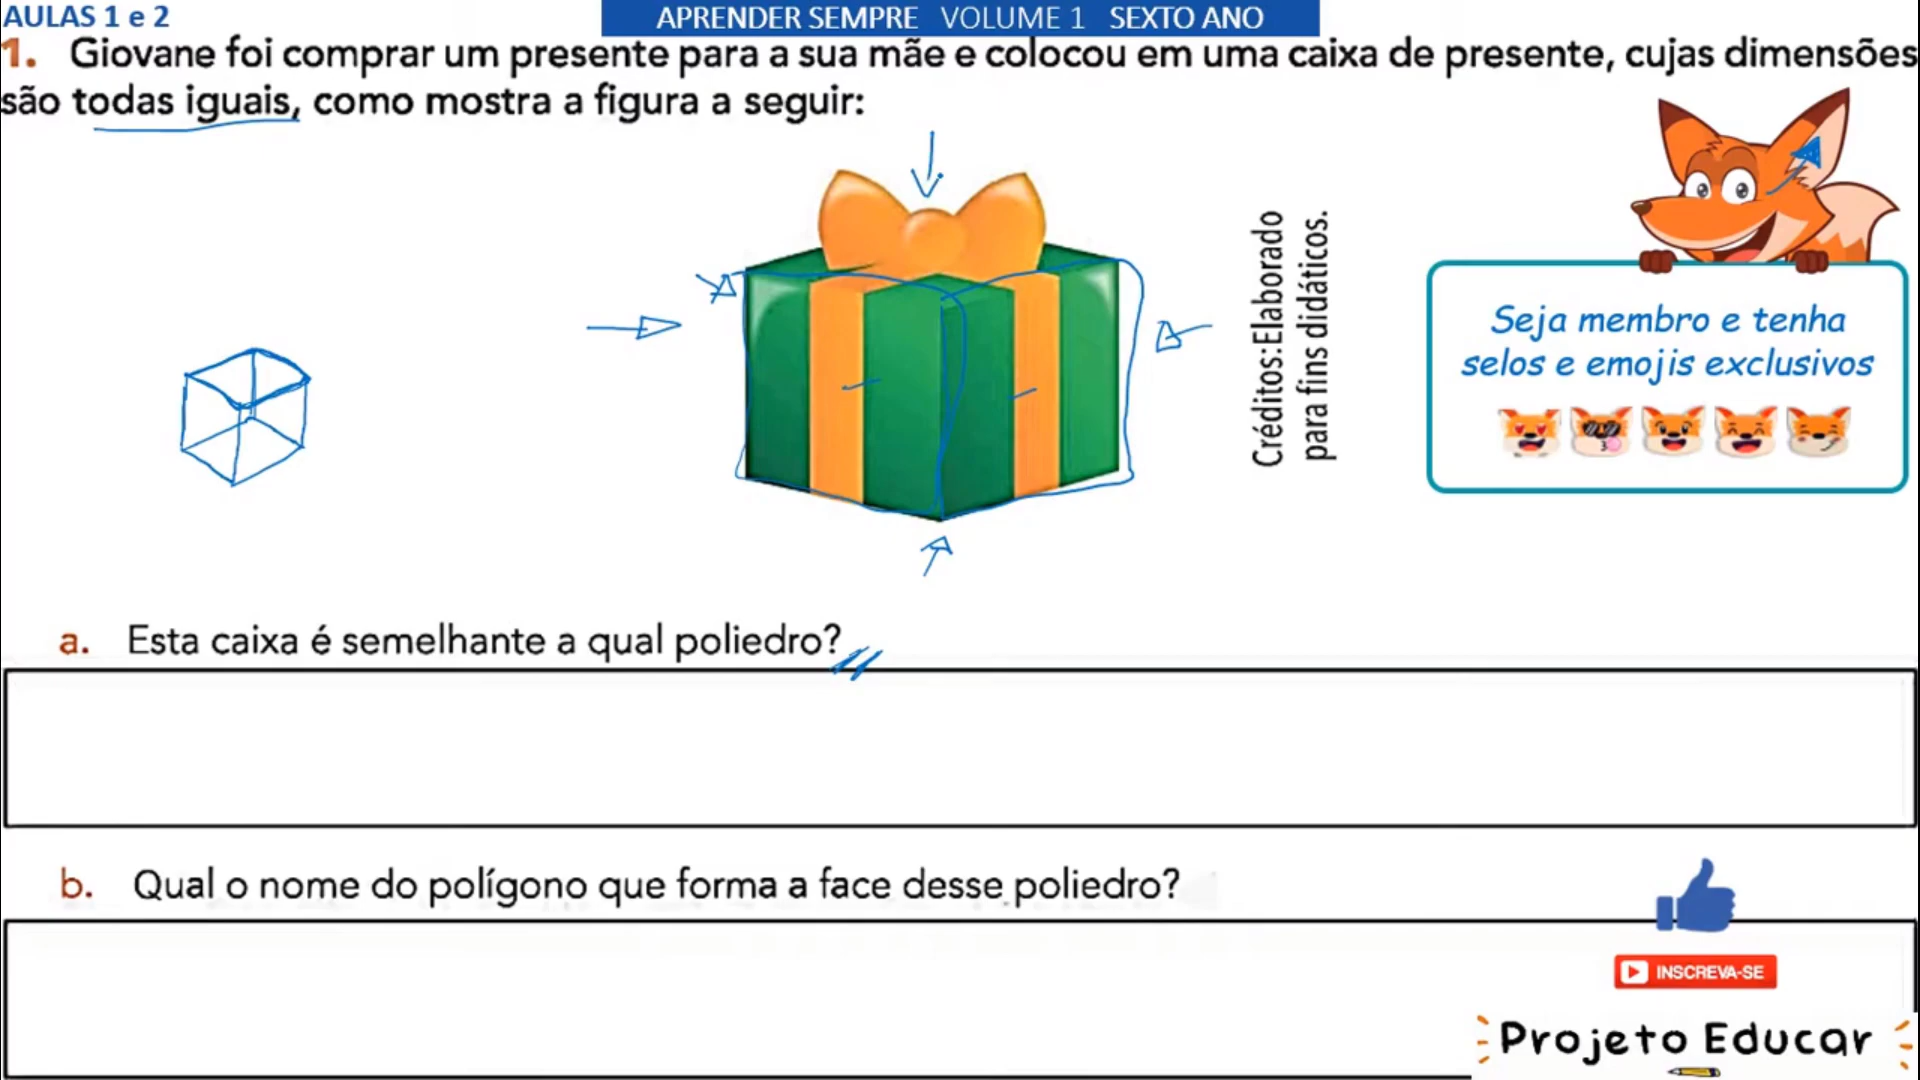 AULAS 1 e 2
APRENDER SEMPRE VOLUME 1 SEXTO ANO
1. Giovane foi comprar um presente para a sua mãe e colocou em uma caixa de presente, cujas dimensões
são todas iguais, como mostra a figura a seguir:
Créditos:Elaborado
para fins didáticos.
Seja membro e tenha
selos e emojis exclusivos
a. Esta caixa é semelhante a qual poliedro?
b. Qual o nome do polígono que forma a face desse poliedro?
INSCREVA-SE
Projeto Educar